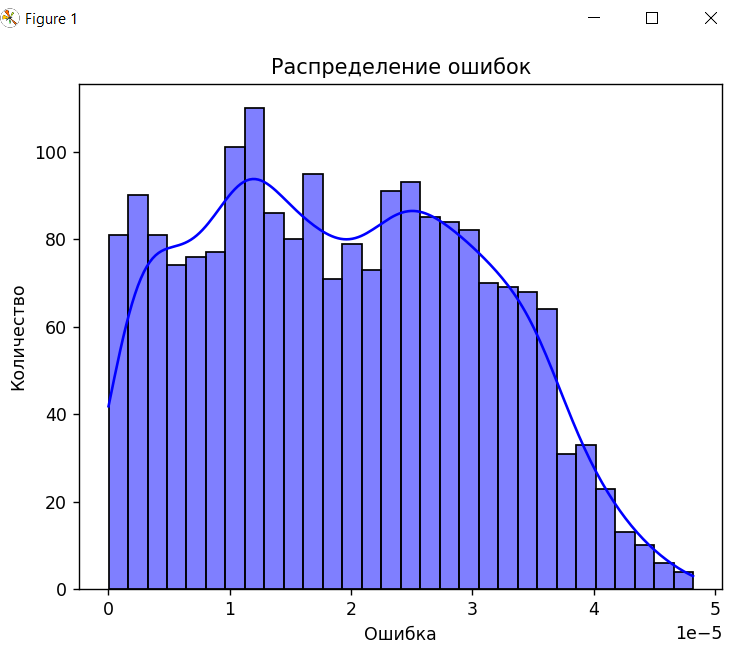 Figure 1
Распределение ошибок
Количество
100
80
60
40
20
0
0 1 2 3 4 5
1e−5
Ошибка